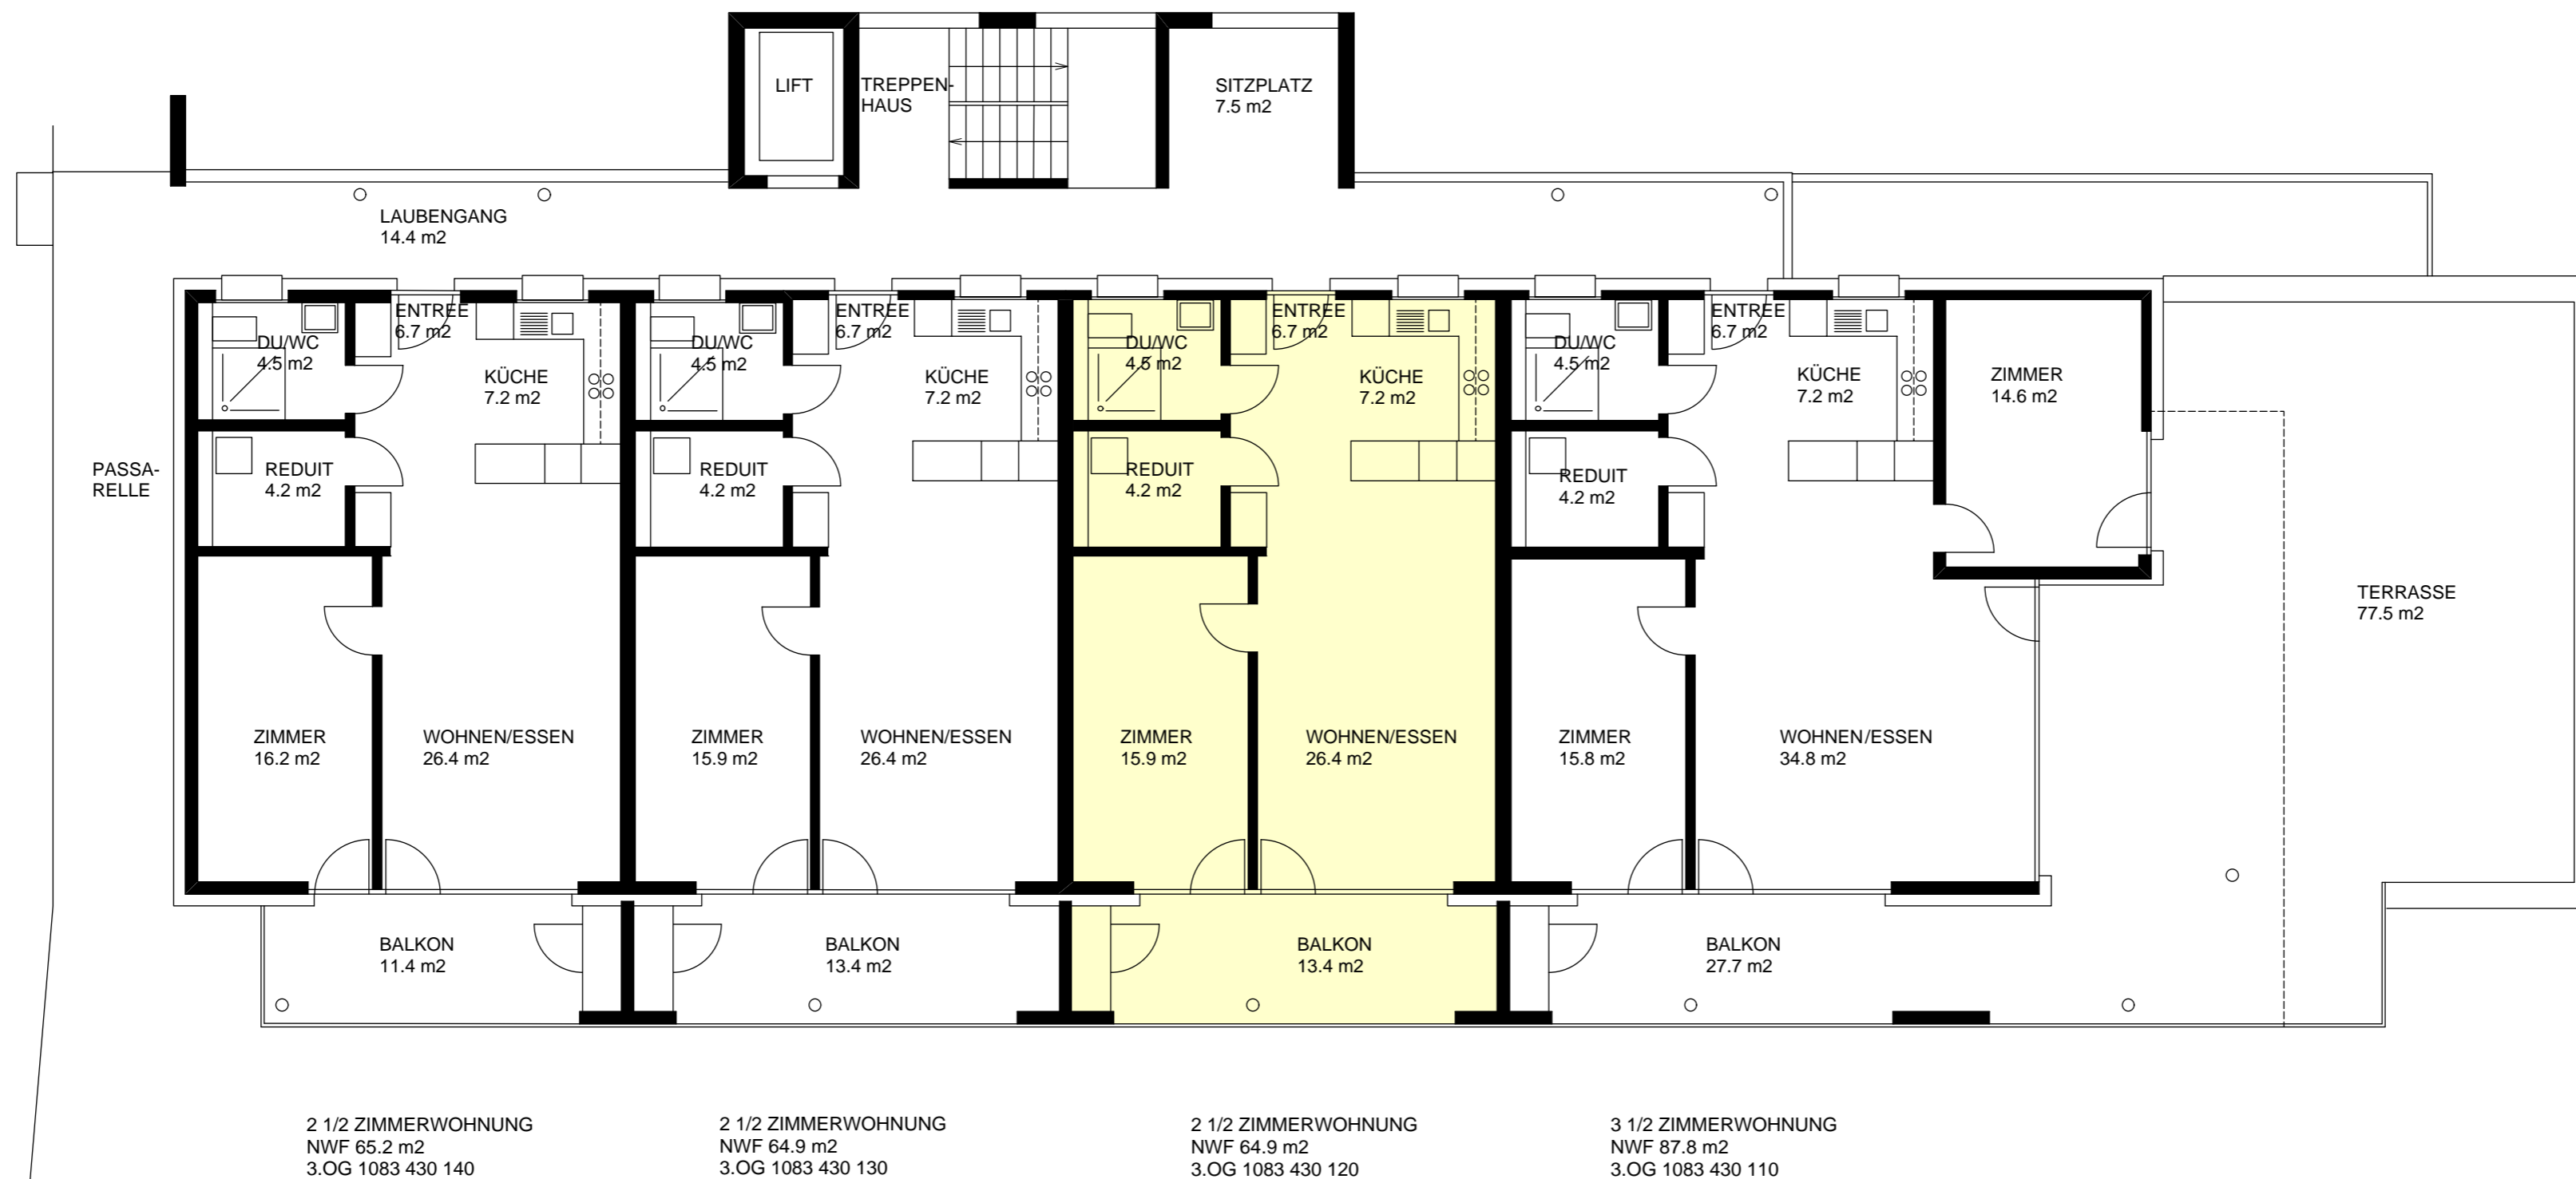 LIFT
TREPPEN-
HAUS
SITZPLATZ
7.5 m2
LAUBENGANG
14.4 m2
PASSA-
RELLE
DU/WC
4.5 m2
ENTREE
6.7 m2
KÜCHE
7.2 m2
REDUIT
4.2 m2
ZIMMER
16.2 m2
WOHNEN/ESSEN
26.4 m2
BALKON
11.4 m2
DU/WC
4.5 m2
ENTREE
6.7 m2
KÜCHE
7.2 m2
REDUIT
4.2 m2
ZIMMER
15.9 m2
WOHNEN/ESSEN
26.4 m2
BALKON
13.4 m2
DU/WC
4.5 m2
ENTREE
6.7 m2
KÜCHE
7.2 m2
REDUIT
4.2 m2
ZIMMER
15.9 m2
WOHNEN/ESSEN
26.4 m2
BALKON
13.4 m2
DU/WC
4.5 m2
ENTREE
6.7 m2
KÜCHE
7.2 m2
ZIMMER
14.6 m2
REDUIT
4.2 m2
ZIMMER
15.8 m2
WOHNEN/ESSEN
34.8 m2
BALKON
27.7 m2
TERRASSE
77.5 m2
2 1/2 ZIMMERWOHNUNG
NWF 65.2 m2
3.OG 1083 430 140
2 1/2 ZIMMERWOHNUNG
NWF 64.9 m2
3.OG 1083 430 130
2 1/2 ZIMMERWOHNUNG
NWF 64.9 m2
3.OG 1083 430 120
3 1/2 ZIMMERWOHNUNG
NWF 87.8 m2
3.OG 1083 430 110